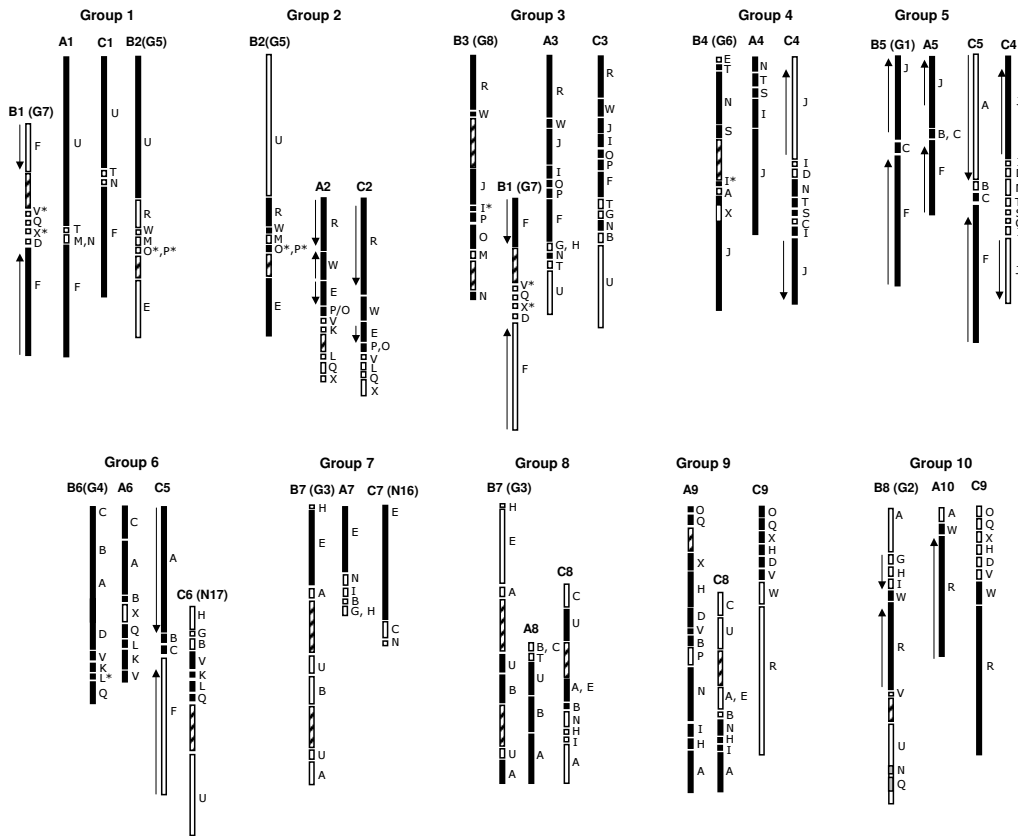 Group 1
Group 2
Group 3
Group 4
Group 5
A1
C1
B2(G5)
B1 (G7)
F
V*
Q
X*
D
F
U
T
M,N
F
U
T
N
F
U
R
W
M
O*,P*
E
B2(G5)
A2
C2
R
W
M
O*,P*
E
R
W
E
P/O
V
K
L
Q
X
R
W
E
P,O
V
L
Q
X
B3 (G8)
A3
C3
B1 (G7)
R
W
J
I*
P
O
M
N
F
V*
Q
X*
D
F
R
W
J
I
O
P
F
G, H
N
T
U
R
W
J
I
O
P
F
T
G
N
B
U
B4 (G6)
A4
C4
E
T
N
S
I*
A
X
J
N
T
S
I
J
J
I
D
N
T
S
C
I
J
B5 (G1)
A5
C5
C4
J
C
F
J
B, C
F
A
B
C
F
Group 6
Group 7
Group 8
Group 9
Group 10
B6(G4)
A6
C5
C6 (N17)
C
B
A
D
V
K
L*
Q
C
A
B
X
Q
L
K
V
A
B
C
F
H
G
B
V
K
L
Q
U
B7 (G3)
A7
C7 (N16)
H
E
A
U
B
U
A
E
N
I
B
G, H
E
C
N
B7 (G3)
A8
C8
H
E
A
U
B
U
A
B, C
T
U
B
A
C
U
A, E
B
N
H
I
A
A9
C8
C9
O
Q
X
H
D
V
B
P
N
I
H
A
C
U
A, E
B
N
H
I
A
O
Q
X
H
D
V
W
R
B8 (G2)
A10
C9
A
G
H
I
W
R
V
U
N
Q
A
W
R
O
Q
X
H
D
V
W
R